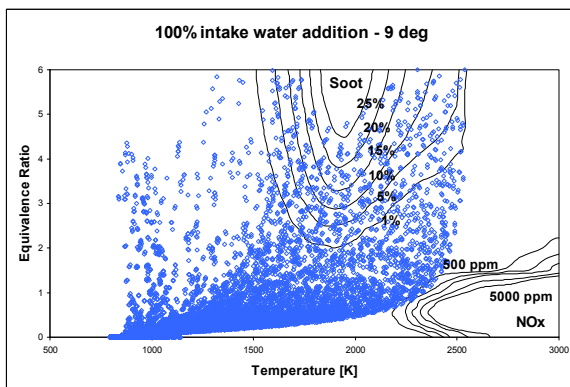 100% intake water addition - 9 deg
6
Soot
25%
5
20%
4
15%
10%
3
5%
1%
2
500 ppm
1
5000 ppm
NOx
0
Equivalence Ratio
500
1000
1500
2000
2500
3000
Temperature [K]